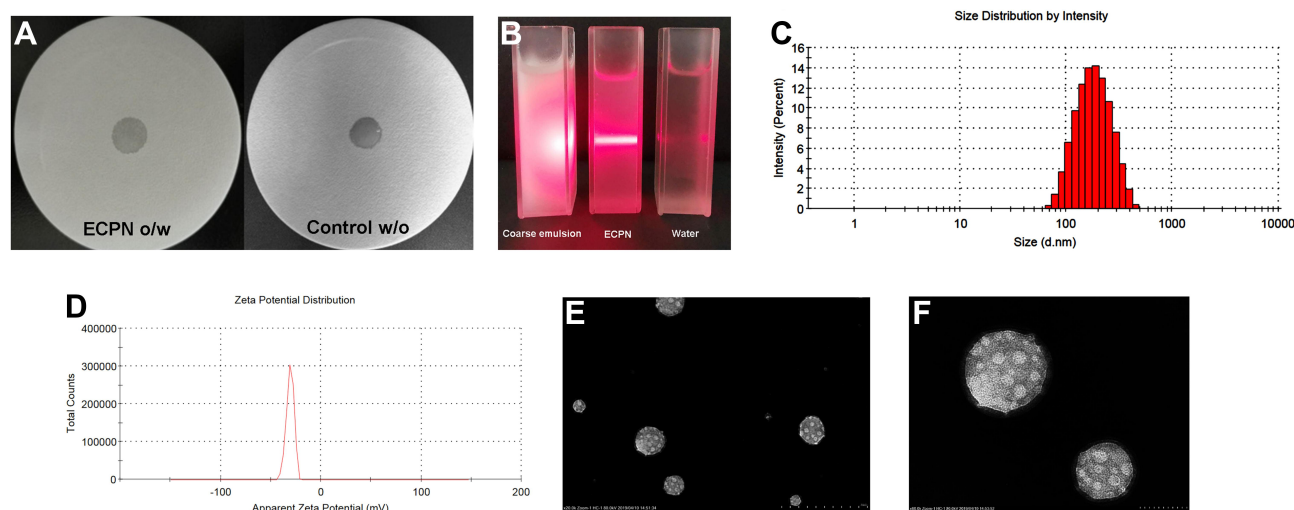 A
ECPN o/w
Control w/o
B
Coarse emulsion
ECPN
Water
C
Size Distribution by Intensity
Intensity (Percent)
16
14
12
10
8
6
4
2
0
1
10
100
1000
10000
Size (d.nm)
D
Zeta Potential Distribution
Total Counts
400000
300000
200000
100000
0
-100
0
100
200
Apparent Zeta Potential (mV)
E
F